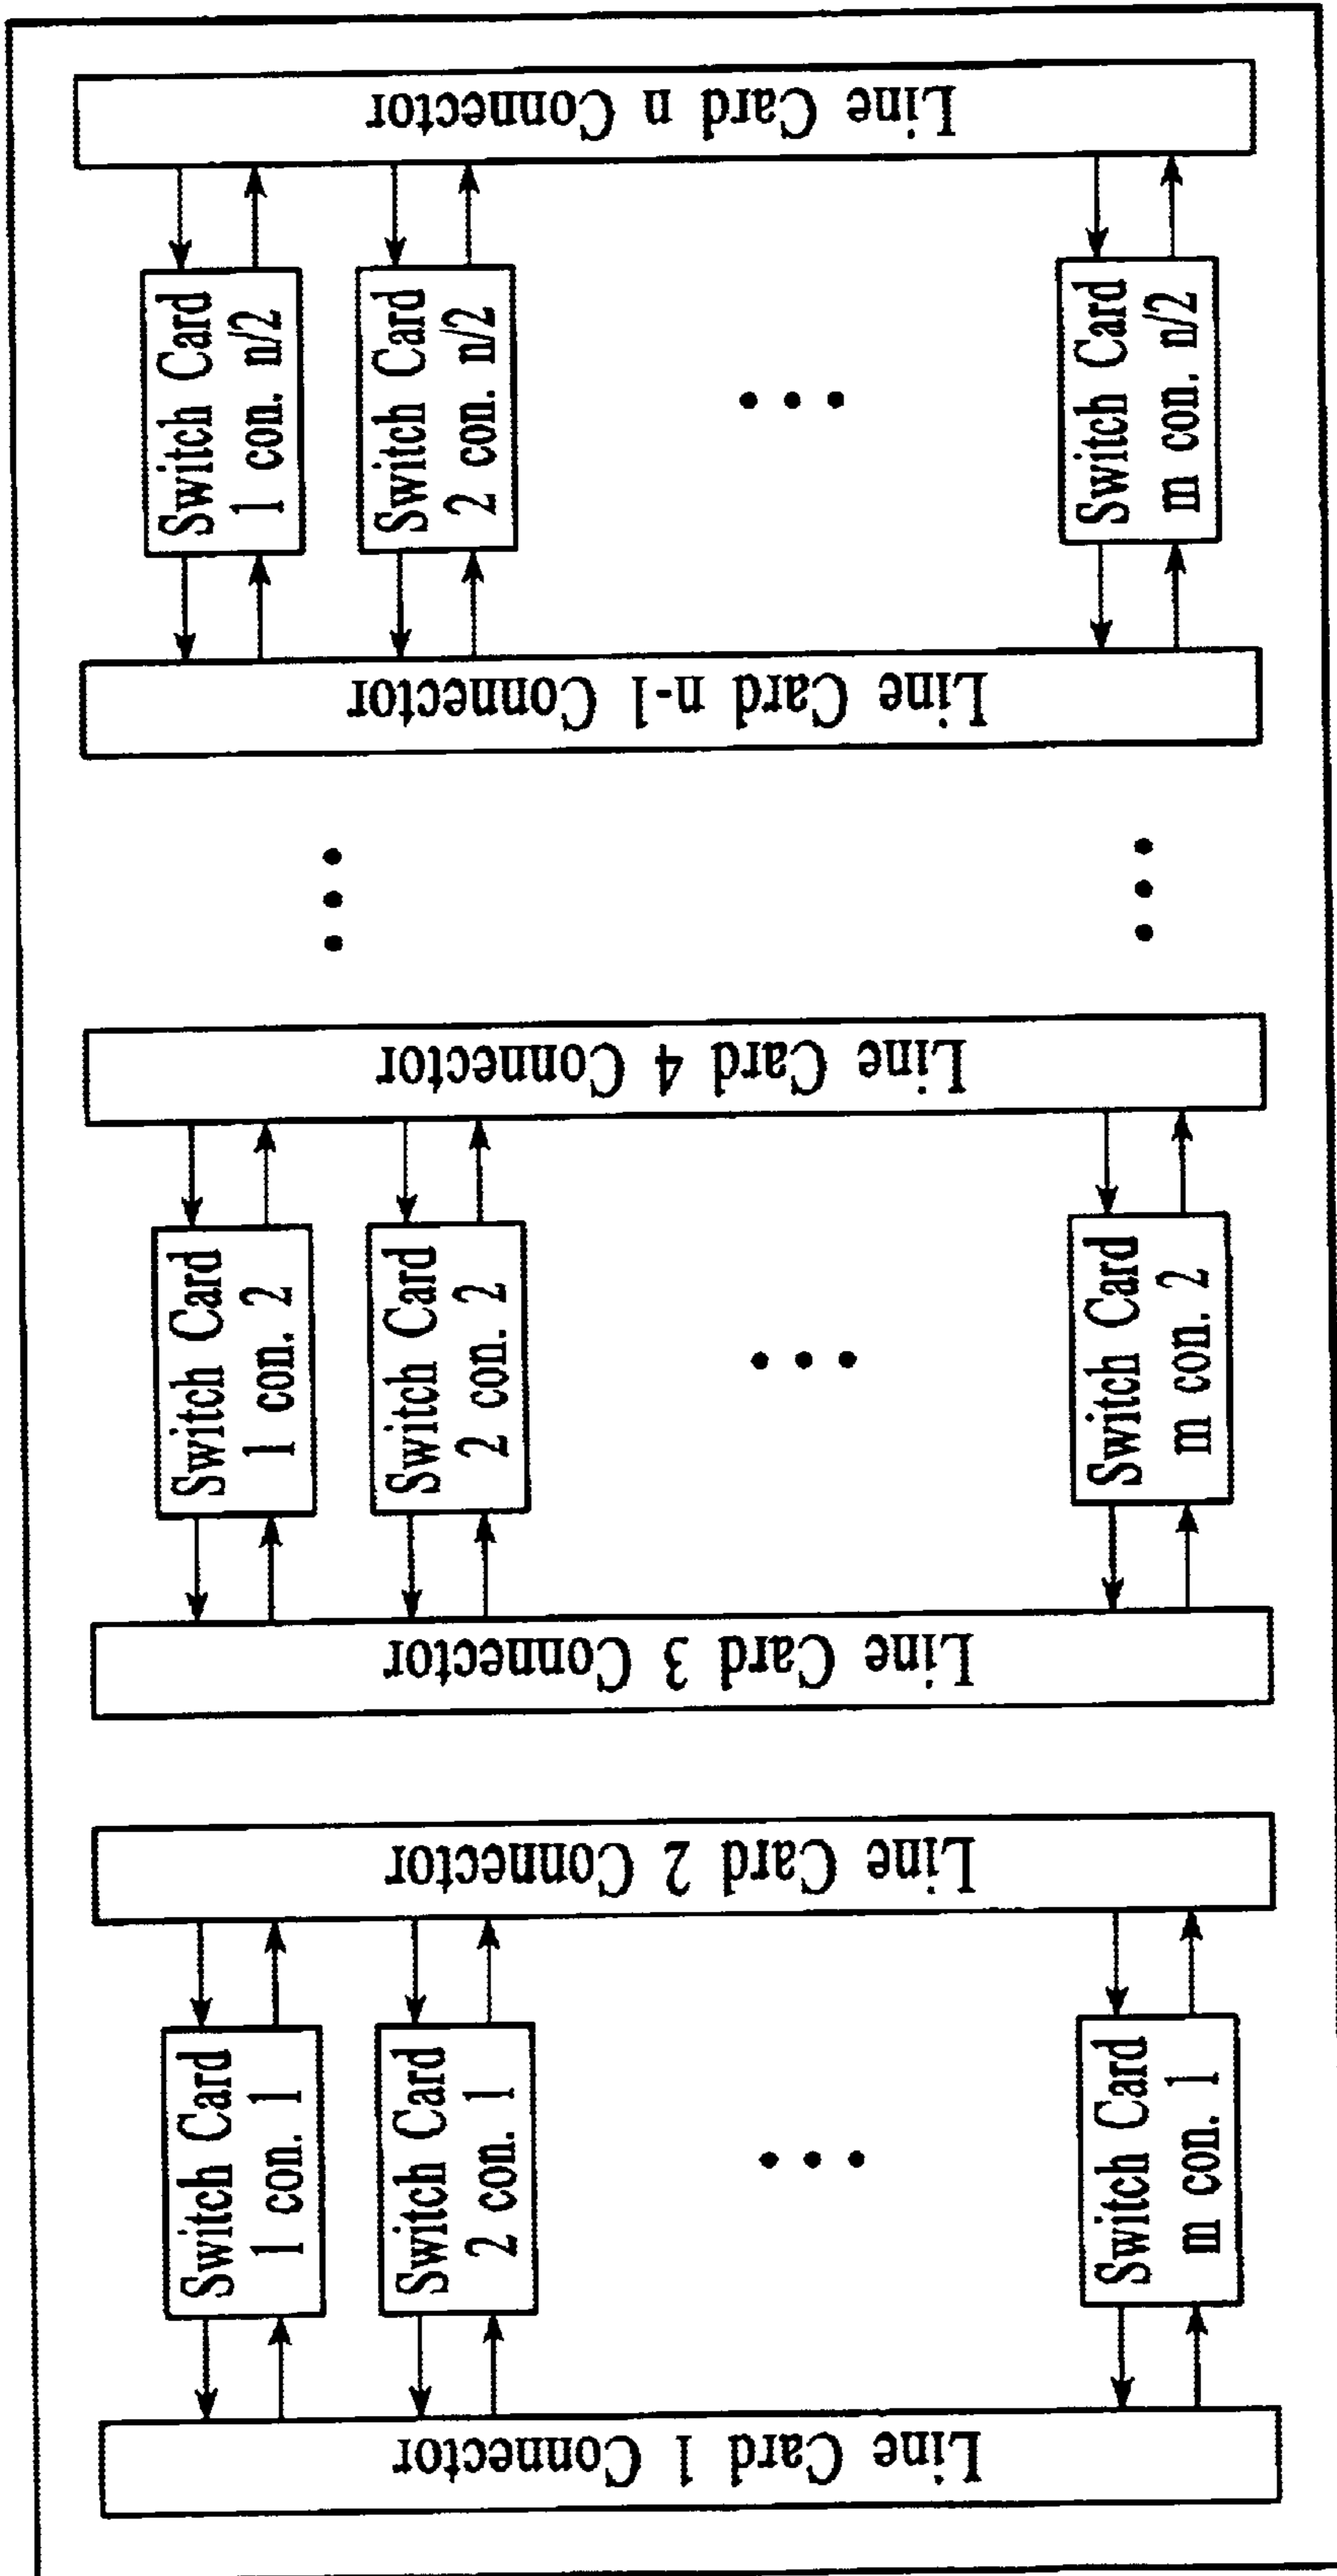 Line Card 1 Connector
Switch Card
1 con. 1
Switch Card
2 con. 1
Switch Card
m con. 1
Line Card 2 Connector
Line Card 3 Connector
Switch Card
1 con. 2
Switch Card
2 con. 2
Switch Card
m con. 2
Line Card 4 Connector
Line Card n-1 Connector
Switch Card
1 con. n/2
Switch Card
2 con. n/2
Switch Card
m con. n/2
Line Card n Connector